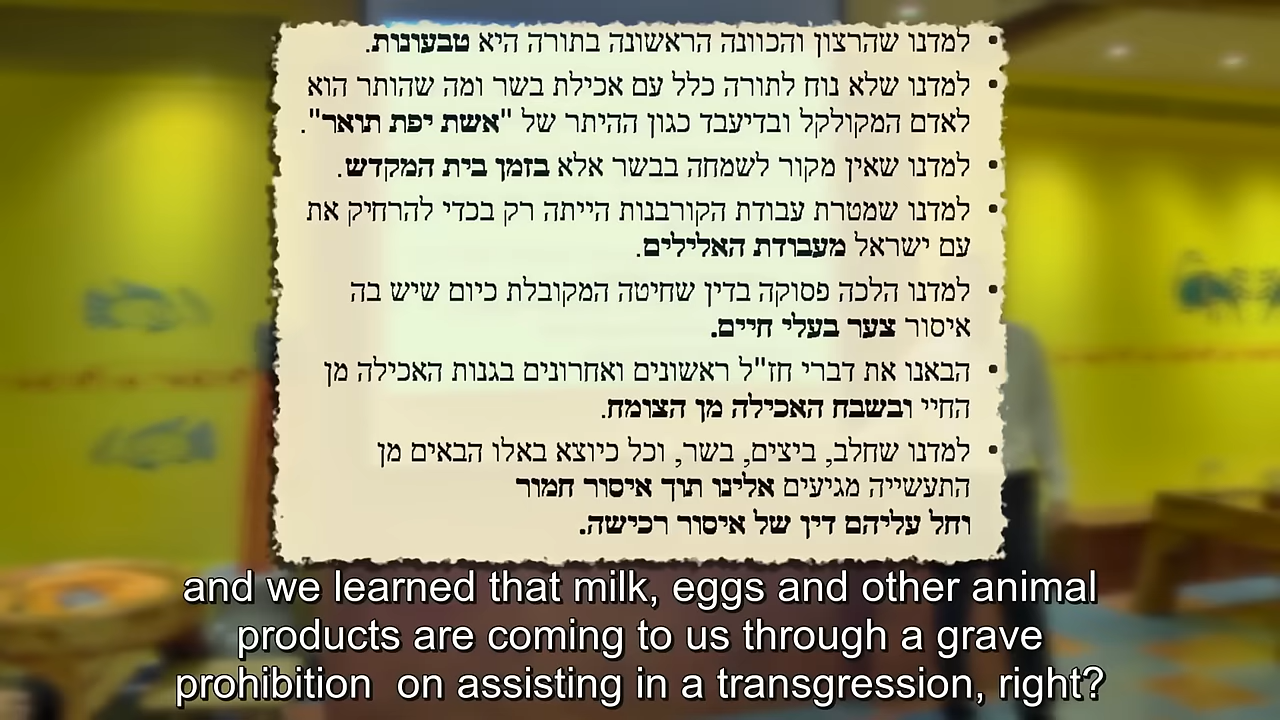 • למדנו שהרצון והכוונה הראשונה בתורה היא טבעונות.
• למדנו שלא נוח לתורה כלל עם אכילת בשר ומה שהותר הוא
לאדם המקולקל ובדיעבד כגון ההיתר של "אשת יפת תואר".
• למדנו שאין מקור לשמחה בבשר אלא בזמן בית המקדש.
• למדנו שמטרת עבודת הקורבנות הייתה רק בכדי להרחיק את
עם ישראל מעבודת האלילים.
• למדנו הלכה פסוקה בדין שחיטה המקובלת כיום שיש בה
איסור צער בעלי חיים.
• הבאנו את דברי חז"ל ראשונים ואחרונים בגנות האכילה מן
החיי ובשבח האכילה מן הצומח.
• למדנו שחלב, ביצים, בשר, וכל כיוצא באלו הבאים מן
התעשייה מגיעים אלינו תוך איסור חמור
וחל עליהם דין של איסור רכישה.
and we learned that milk, eggs and other animal
products are coming to us through a grave
prohibition  on assisting in a transgression, right?